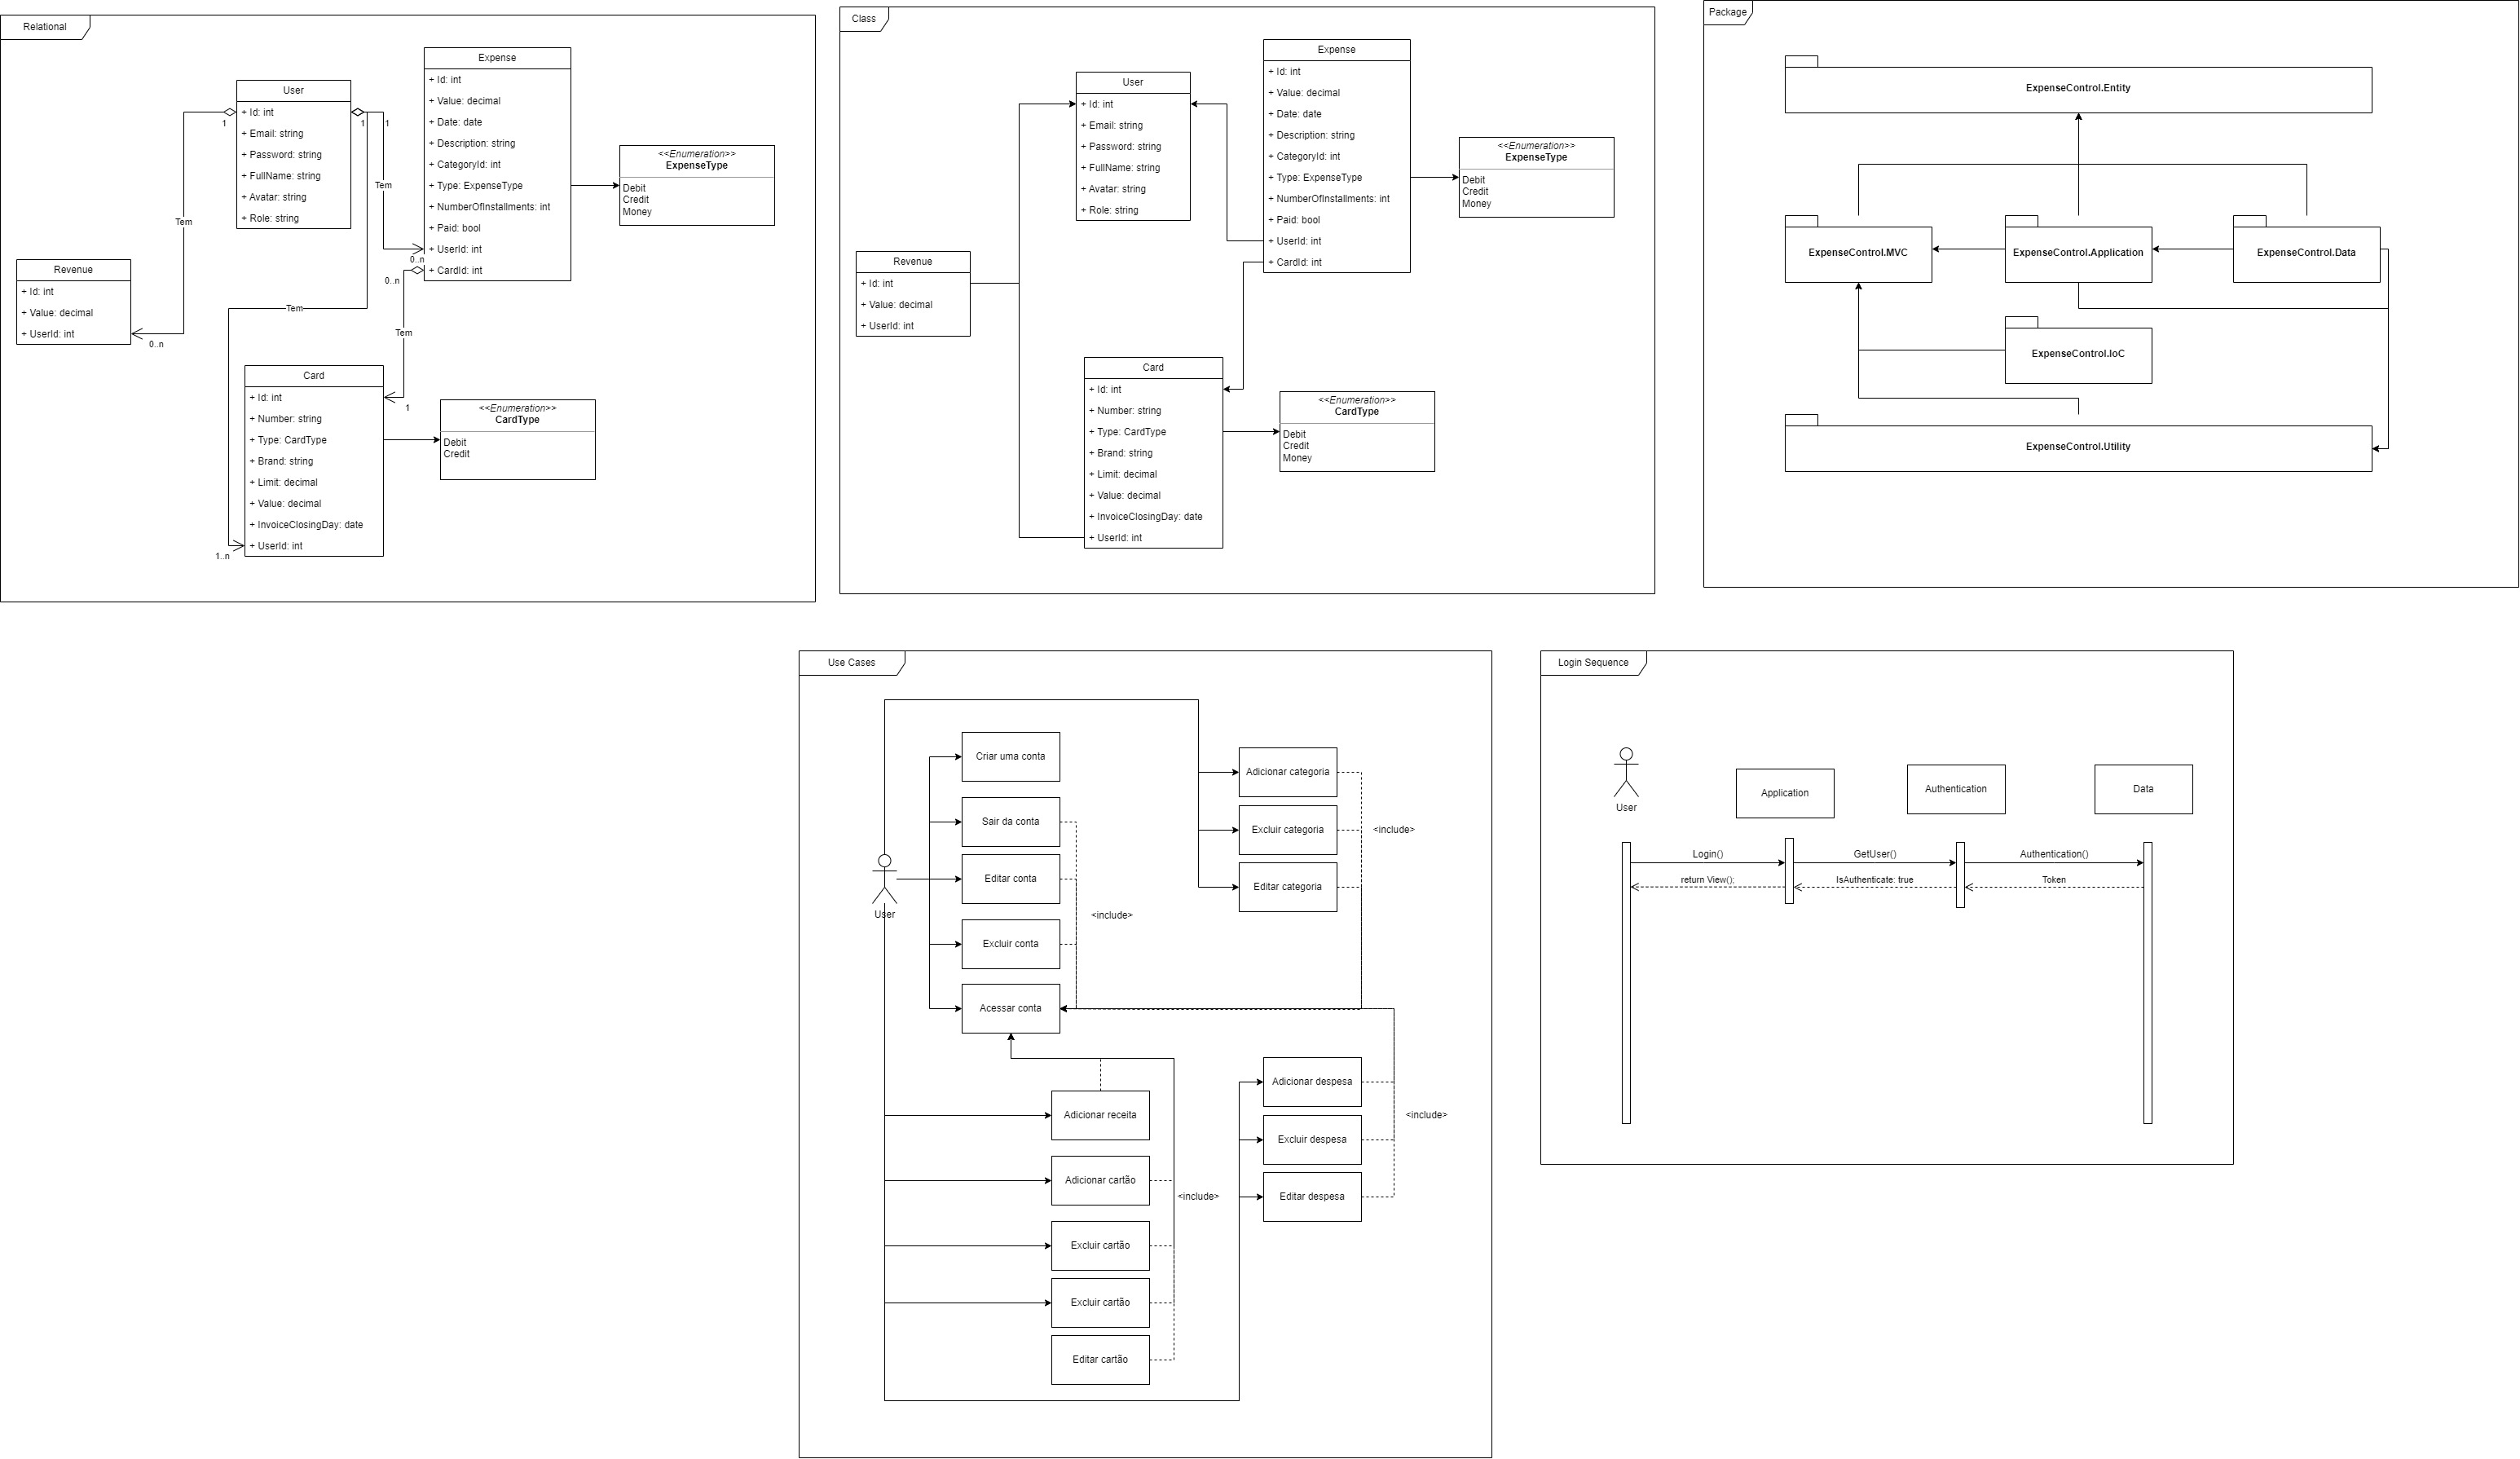 Relational
User
+ Id: int
+ Email: string
+ Password: string
+ FullName: string
+ Avatar: string
+ Role: string
Expense
+ Id: int
+ Value: decimal
+ Date: date
+ Description: string
+ CategoryId: int
+ Type: ExpenseType
+ NumberOfInstallments: int
+ Paid: bool
+ UserId: int
+ CardId: int
<<Enumeration>>
ExpenseType
Debit
Credit
Money
1
1
1
Tem
Tem
0..n
0..n
Revenue
+ Id: int
+ Value: decimal
+ UserId: int
0..n
Tem
Tem
1
Card
+ Id: int
+ Number: string
+ Type: CardType
+ Brand: string
+ Limit: decimal
+ Value: decimal
+ InvoiceClosingDay: date
+ UserId: int
1..n
<<Enumeration>>
CardType
Debit
Credit
Class
User
+ Id: int
+ Email: string
+ Password: string
+ FullName: string
+ Avatar: string
+ Role: string
Expense
+ Id: int
+ Value: decimal
+ Date: date
+ Description: string
+ CategoryId: int
+ Type: ExpenseType
+ NumberOfInstallments: int
+ Paid: bool
+ UserId: int
+ CardId: int
<<Enumeration>>
ExpenseType
Debit
Credit
Money
Revenue
+ Id: int
+ Value: decimal
+ UserId: int
Card
+ Id: int
+ Number: string
+ Type: CardType
+ Brand: string
+ Limit: decimal
+ Value: decimal
+ InvoiceClosingDay: date
+ UserId: int
<<Enumeration>>
CardType
Debit
Credit
Money
Package
ExpenseControl.Entity
ExpenseControl.MVC
ExpenseControl.Application
ExpenseControl.Data
ExpenseControl.IoC
ExpenseControl.Utility
Use Cases
User
Criar uma conta
Sair da conta
Editar conta
Excluir conta
Acessar conta
<include>
Adicionar categoria
Excluir categoria
Editar categoria
<include>
Adicionar receita
Adicionar cartão
Excluir cartão
Excluir cartão
Editar cartão
<include>
Adicionar despesa
Excluir despesa
Editar despesa
<include>
Login Sequence
User
Application
Authentication
Data
Login()
GetUser()
Authentication()
return View();
IsAuthenticate: true
Token